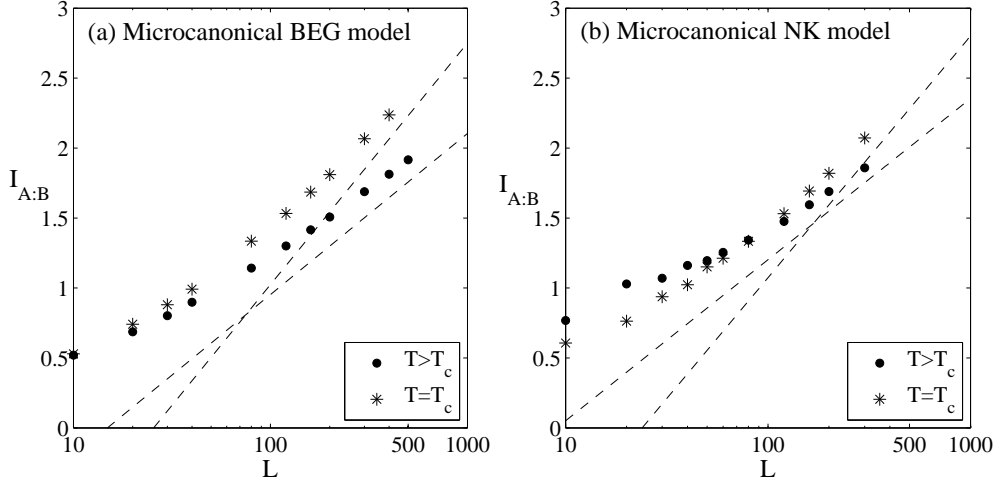 (a) Microcanonical BEG model
3
2.5
2
1.5
1
0.5
0
I_{A:B}
10
100
500
1000
L
T>T_c
T=T_c
(b) Microcanonical NK model
3
2.5
2
1.5
1
0.5
0
I_{A:B}
10
100
500
1000
L
T>T_c
T=T_c